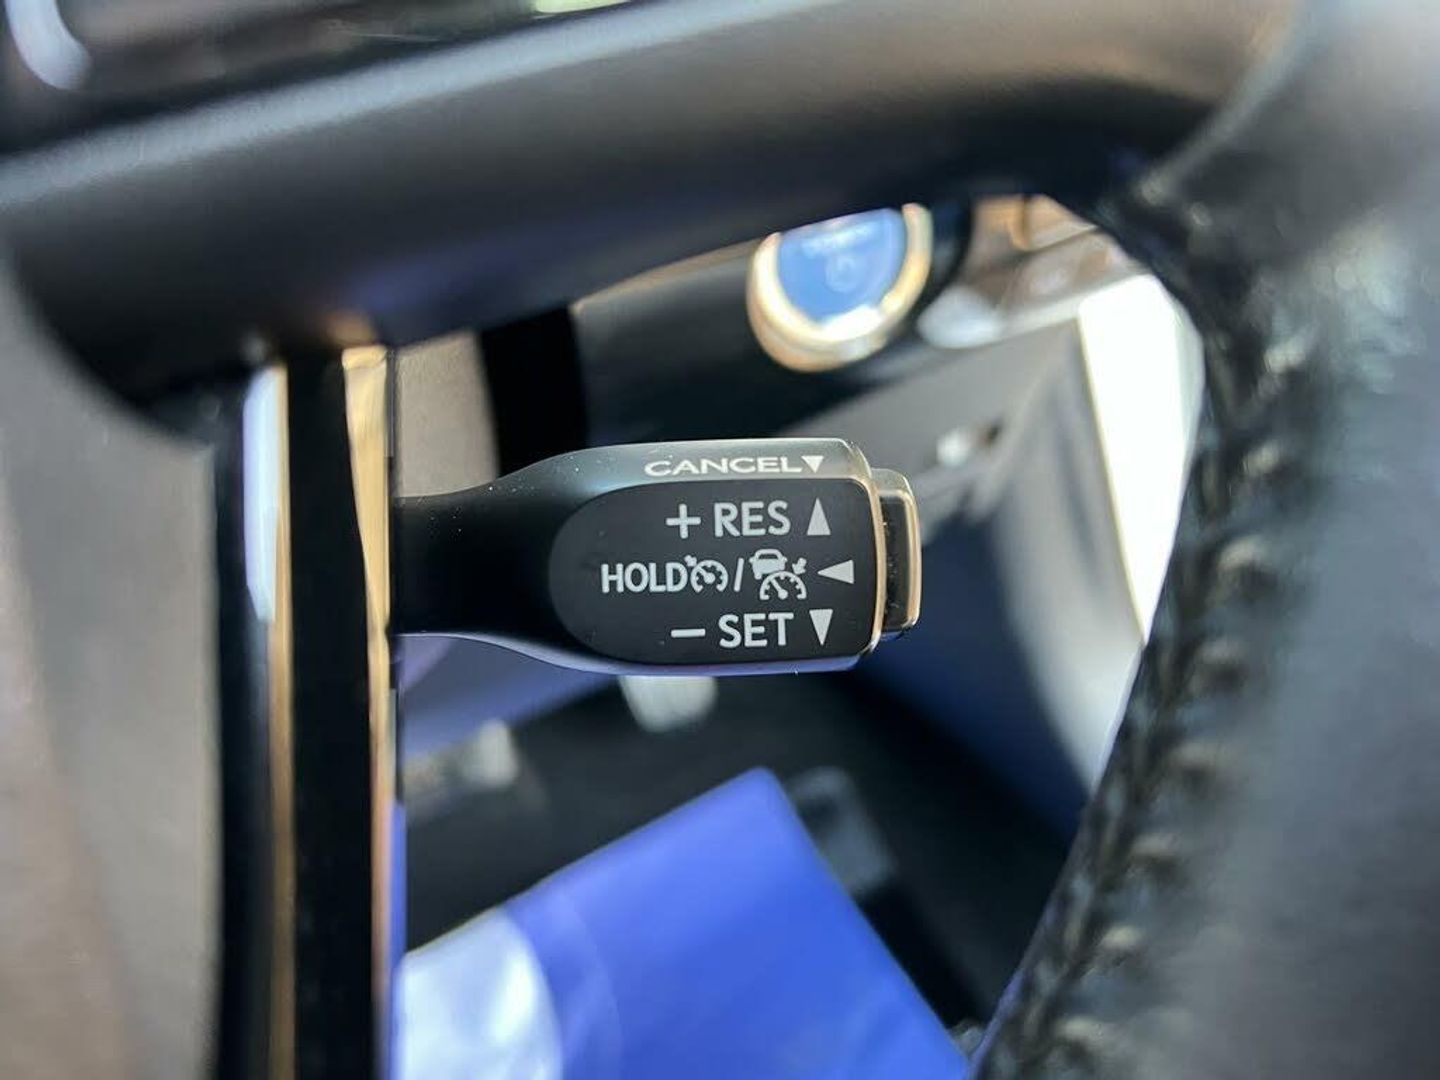 CANCEL▼
+ RES ▲
HOLD / ◀
- SET ▼